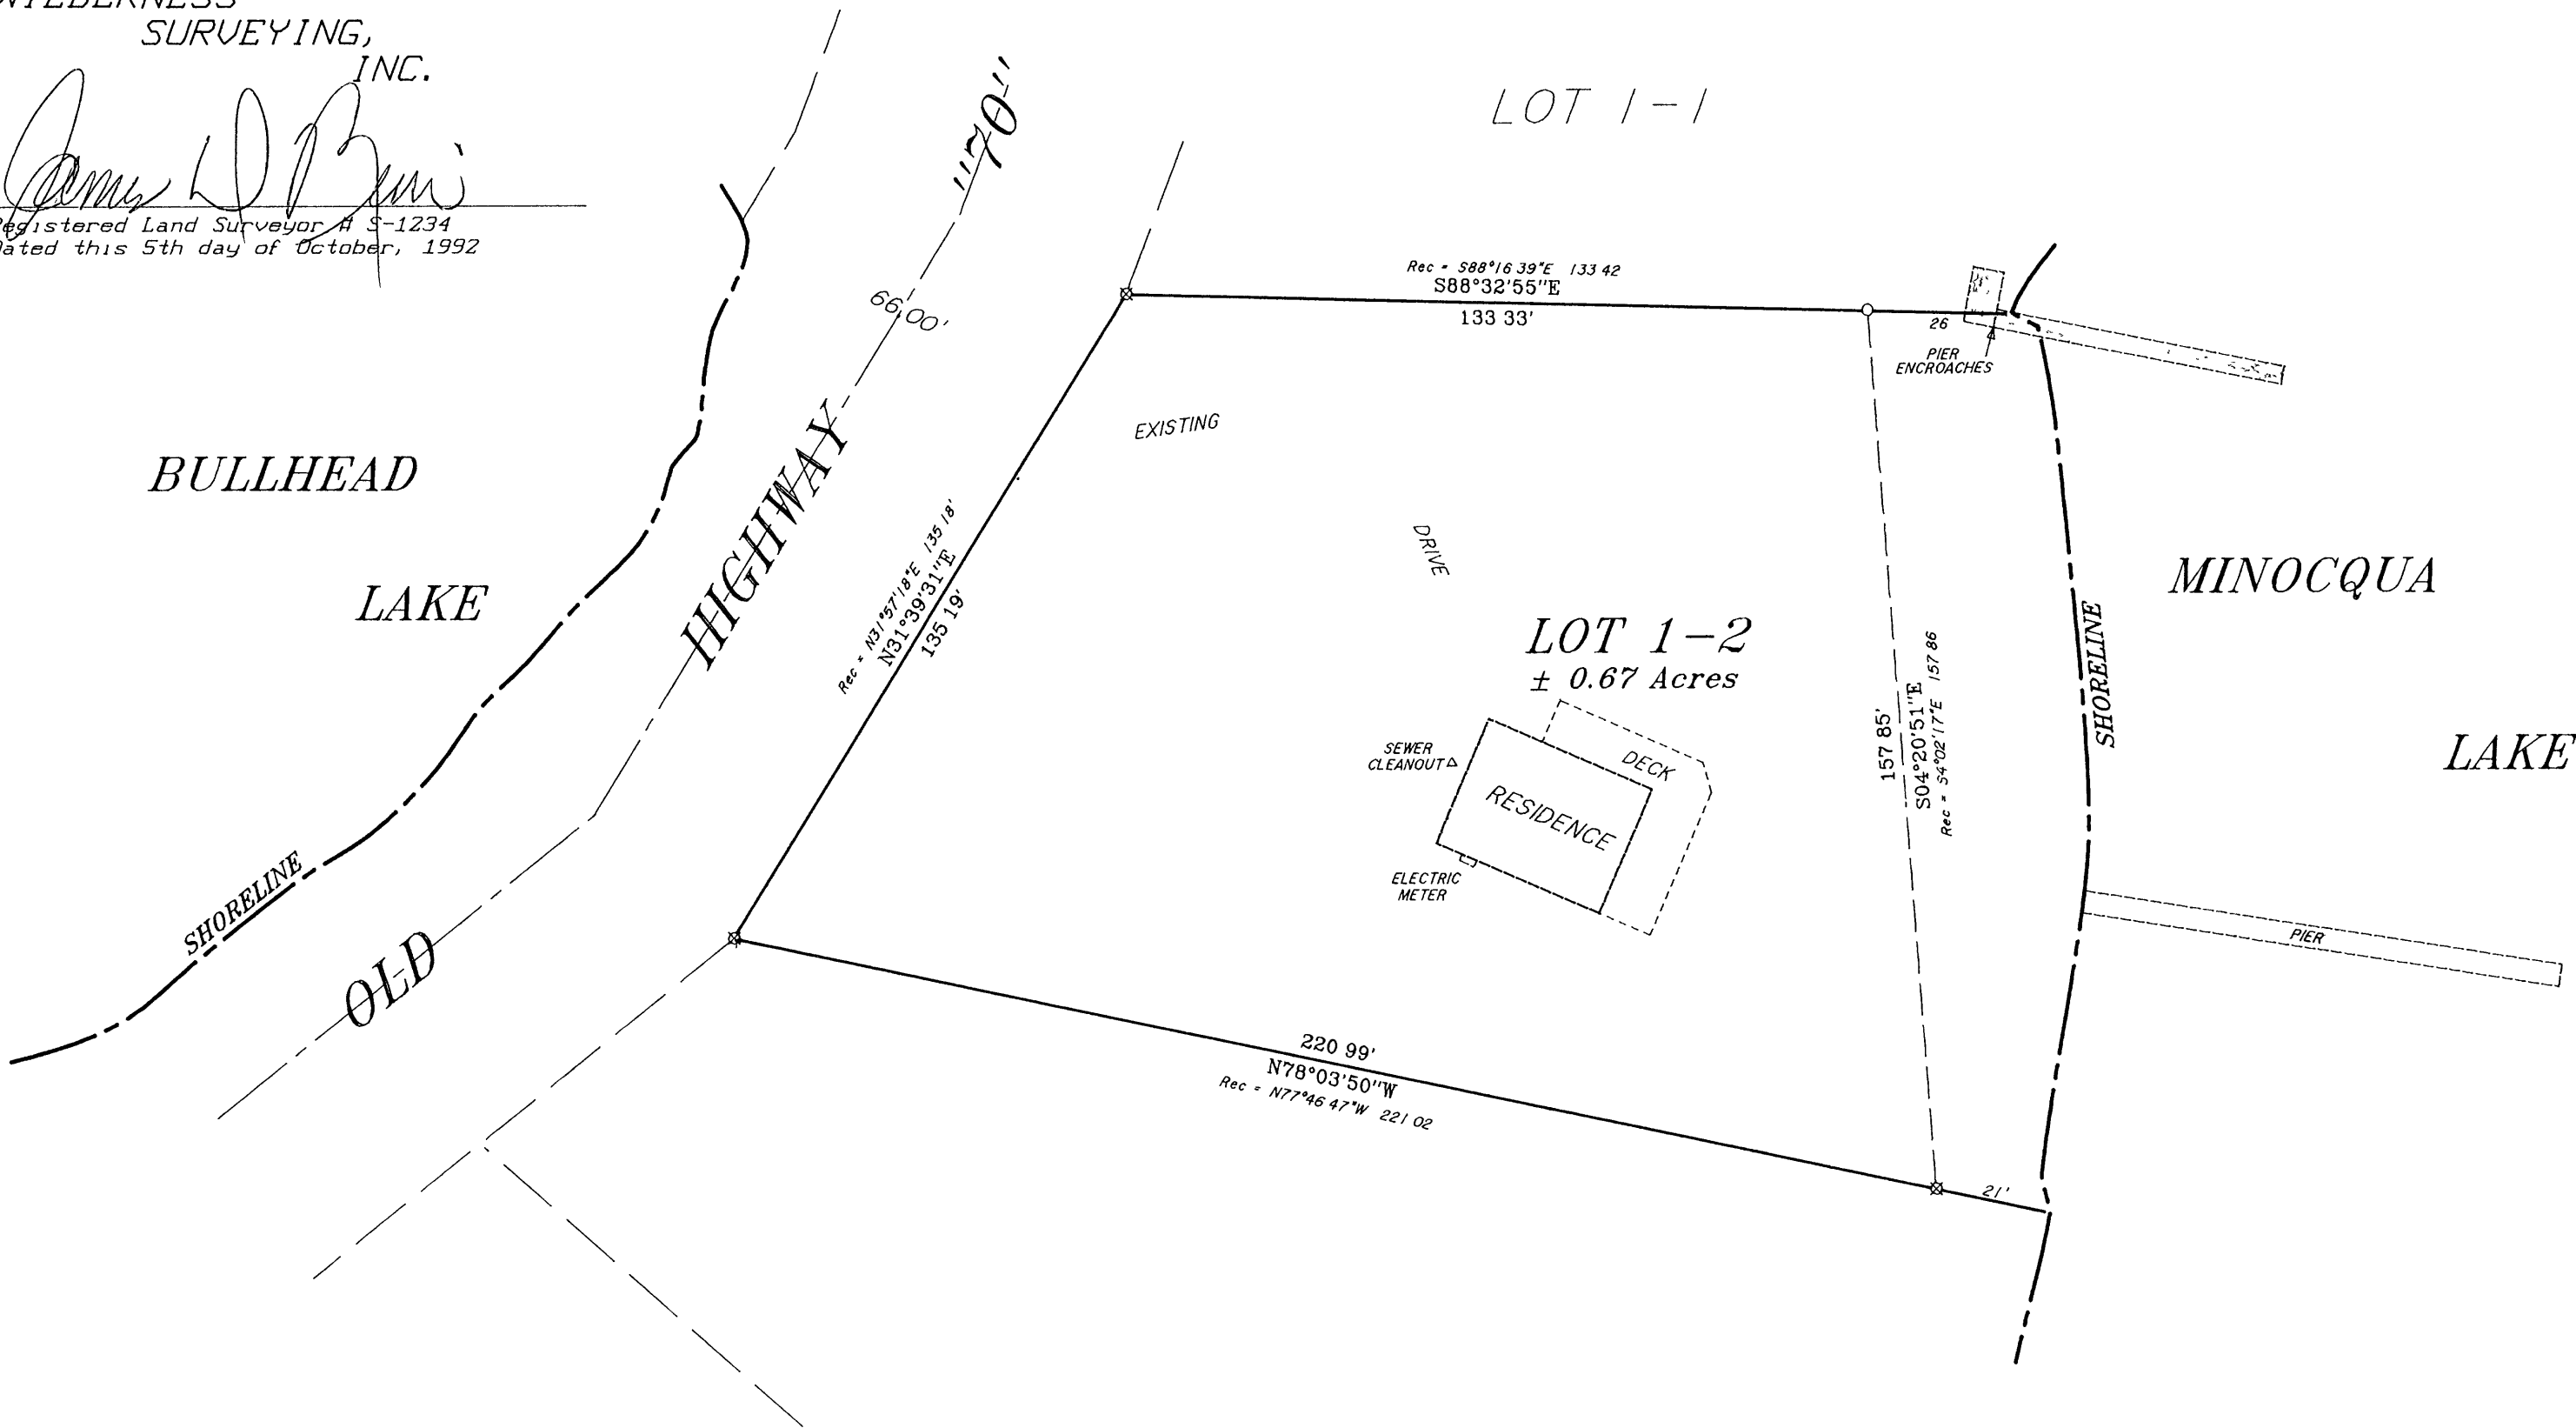 WILDERNESS
SURVEYING,
INC.
Registered Land Surveyor # S-1234
Dated this 5th day of October, 1992
"70"
LOT 1-1
66.00'
Rec = S88°16 39"E 133 42
S88°32'55"E
133 33'
26
PIER
ENCROACHES
EXISTING
DRIVE
BULLHEAD
LAKE
HIGHWAY
OLD
SHORELINE
Rec = N31°57'18"E 135 18'
N31°39'31"E
135 19'
LOT 1-2
± 0.67 Acres
SEWER
CLEANOUT
DECK
RESIDENCE
ELECTRIC
METER
157 85'
S04°20'51"E
Rec = S4°02'17"E 157 86
SHORELINE
MINOCQUA
LAKE
PIER
220 99'
N78°03'50"W
Rec = N77°46 47"W 221 02
21'